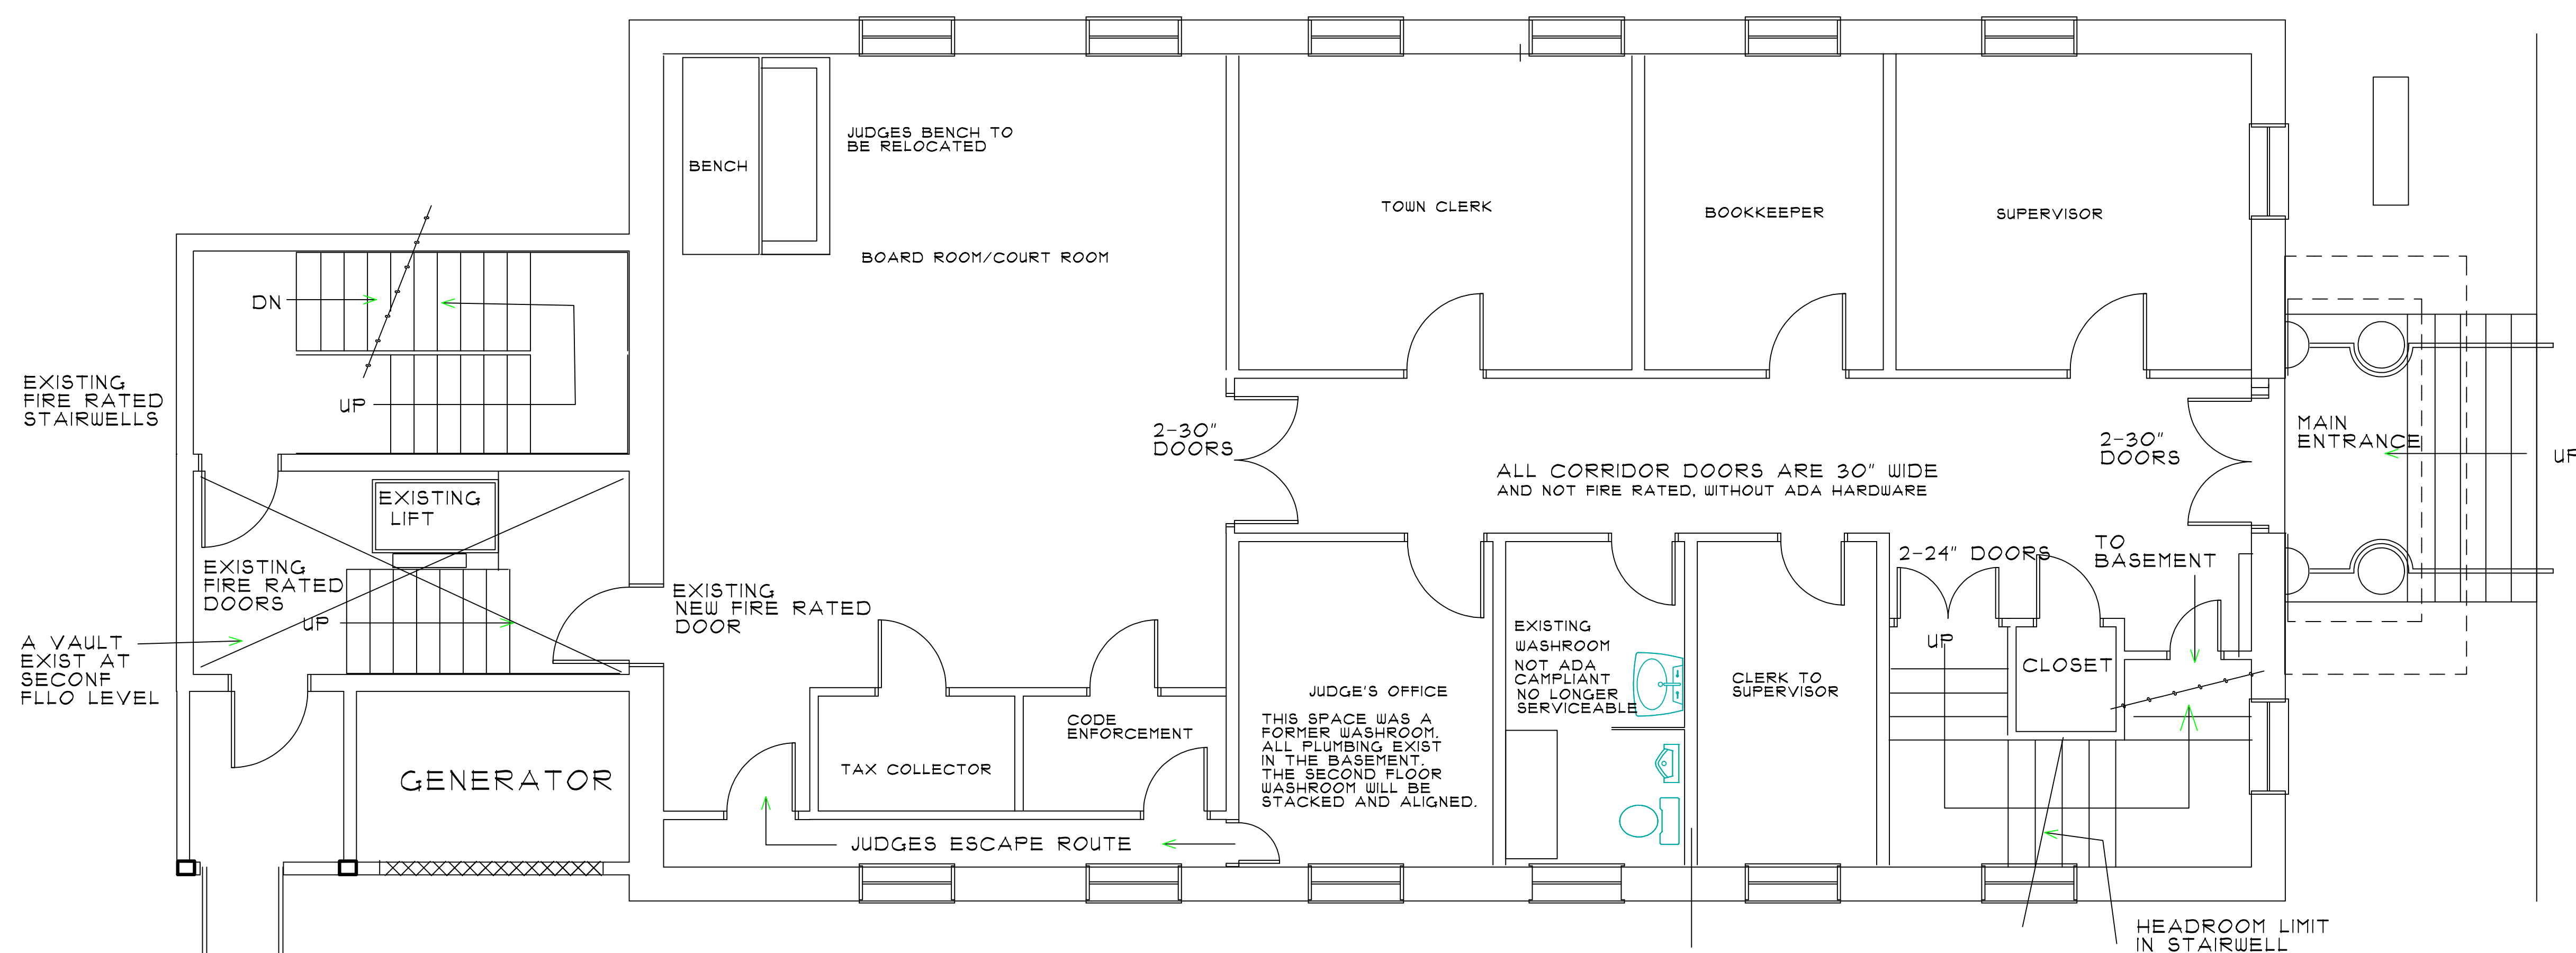 JUDGES BENCH TO
BE RELOCATED
BENCH
BOARD ROOM/COURT ROOM
TOWN CLERK
BOOKKEEPER
SUPERVISOR
DN
UP
EXISTING
FIRE RATED
STAIRWELLS
2-30"
DOORS
2-30"
DOORS
MAIN
ENTRANCE
UP
ALL CORRIDOR DOORS ARE 30" WIDE
AND NOT FIRE RATED, WITHOUT ADA HARDWARE
EXISTING
LIFT
EXISTING
FIRE RATED
DOORS
UP
A VAULT
EXIST AT
SECONF
FLLO LEVEL
EXISTING
NEW FIRE RATED
DOOR
2-24" DOORS
TO
BASEMENT
UP
CLOSET
EXISTING
WASHROOM
NOT ADA
CAMPLIANT
NO LONGER
SERVICEABLE
CLERK TO
SUPERVISOR
JUDGE'S OFFICE
THIS SPACE WAS A
FORMER WASHROOM.
ALL PLUMBING EXIST
IN THE BASEMENT.
THE SECOND FLOOR
WASHROOM WILL BE
STACKED AND ALIGNED.
CODE
ENFORCEMENT
TAX COLLECTOR
GENERATOR
JUDGES ESCAPE ROUTE
HEADROOM LIMIT
IN STAIRWELL